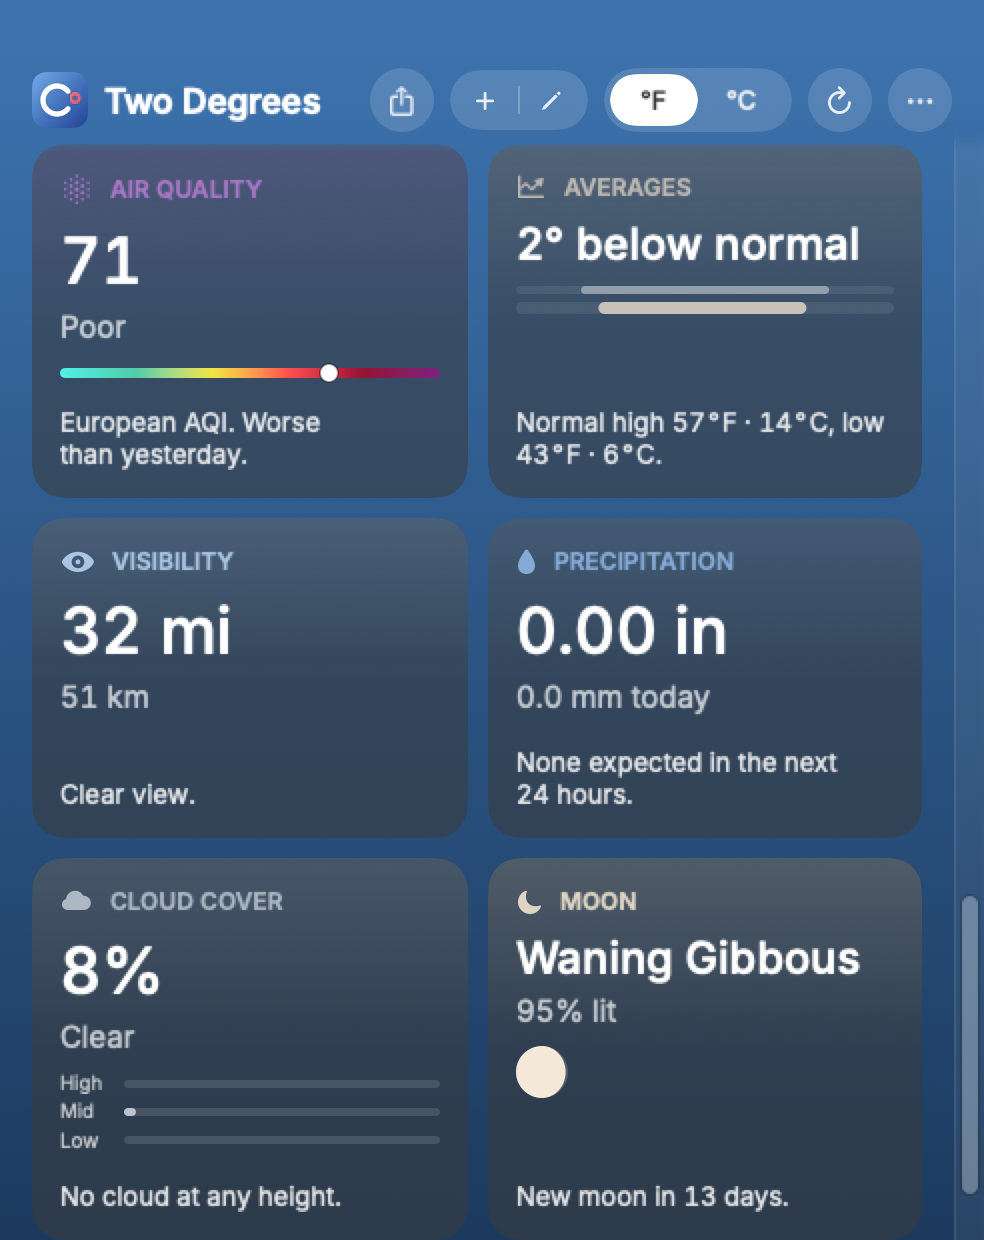 Two Degrees
°F
°C
AIR QUALITY
71
Poor
European AQI. Worse
than yesterday.
AVERAGES
2° below normal
Normal high 57°F · 14°C, low
43°F · 6°C.
VISIBILITY
32 mi
51 km
Clear view.
PRECIPITATION
0.00 in
0.0 mm today
None expected in the next
24 hours.
CLOUD COVER
8%
Clear
High
Mid
Low
No cloud at any height.
MOON
Waning Gibbous
95% lit
New moon in 13 days.